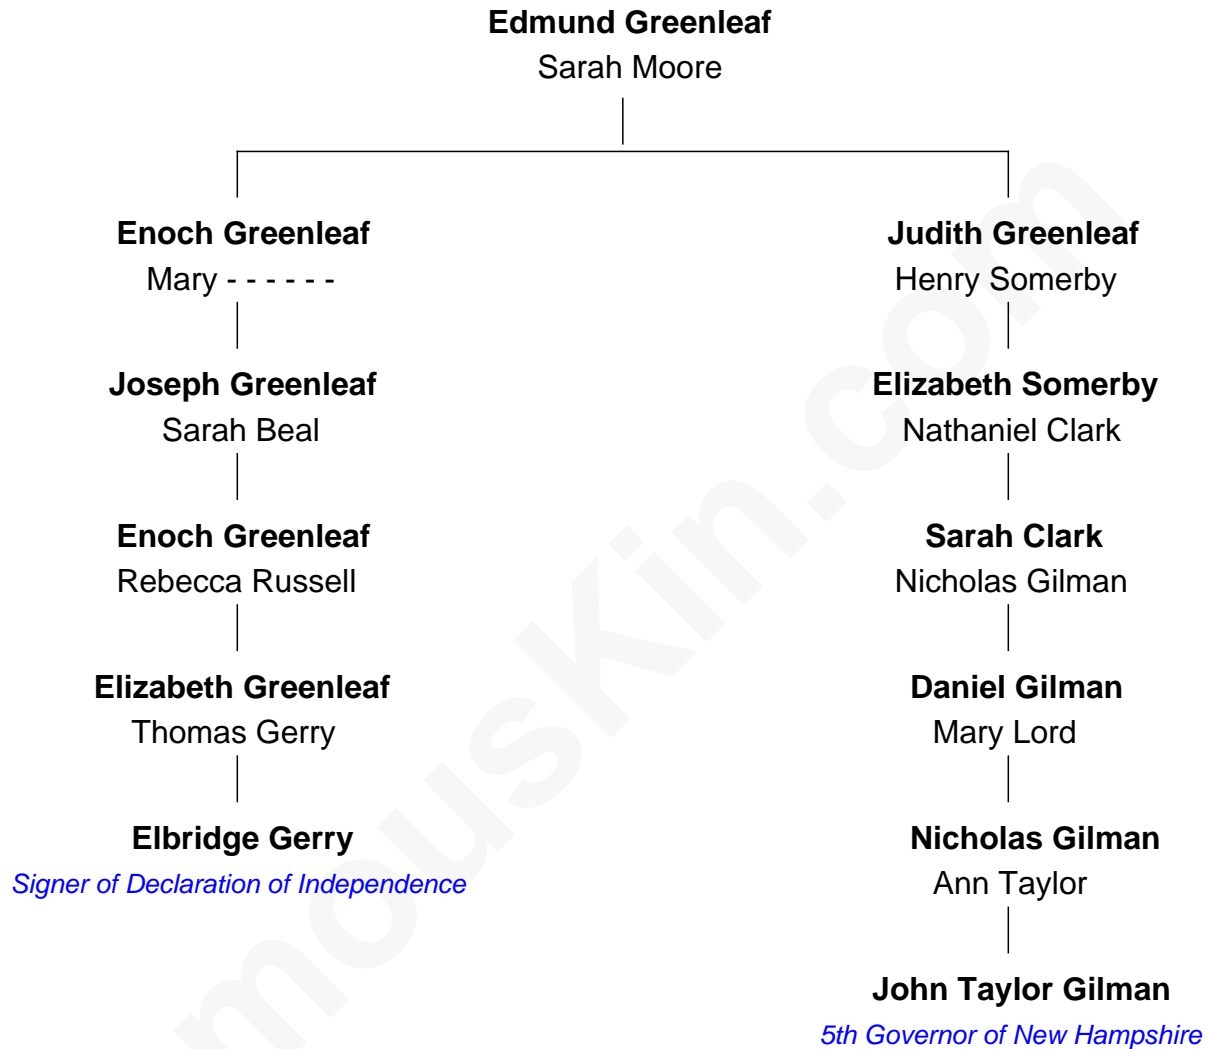 Edmund Greenleaf
Sarah Moore
Enoch Greenleaf
Mary - - - - - -
Joseph Greenleaf
Sarah Beal
Enoch Greenleaf
Rebecca Russell
Elizabeth Greenleaf
Thomas Gerry
Elbridge Gerry
Signer of Declaration of Independence
Judith Greenleaf
Henry Somerby
Elizabeth Somerby
Nathaniel Clark
Sarah Clark
Nicholas Gilman
Daniel Gilman
Mary Lord
Nicholas Gilman
Ann Taylor
John Taylor Gilman
5th Governor of New Hampshire
mouskin.com